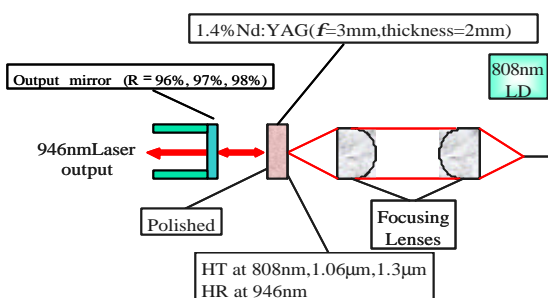 1.4%Nd:YAG(f=3mm,thickness=2mm)
Output mirror (R = 96%, 97%, 98%)
808nm
LD
946nmLaser
output
Polished
Focusing
Lenses
HT at 808nm,1.06μm,1.3μm
HR at 946nm